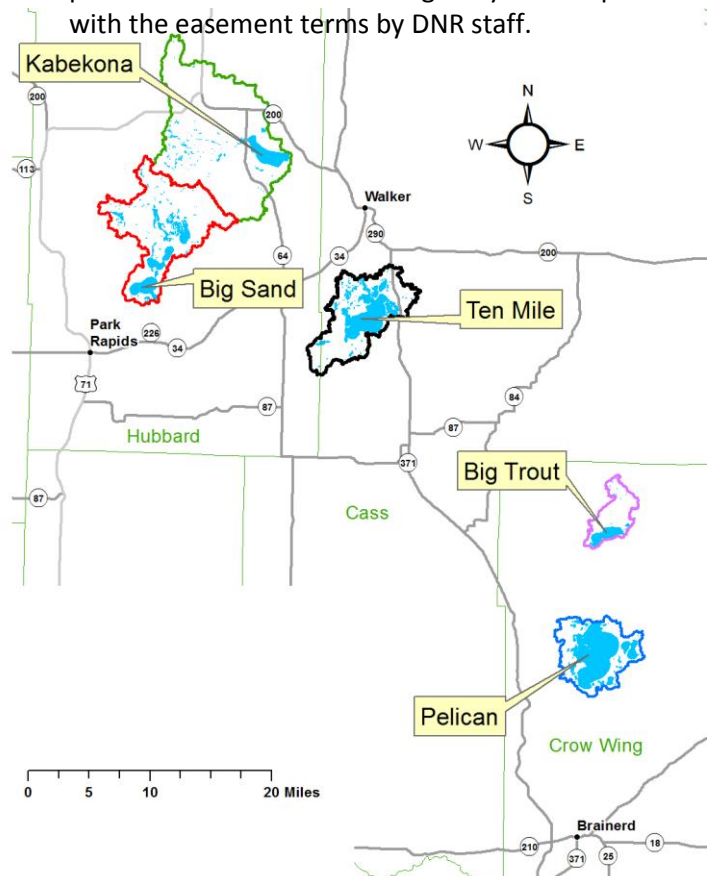 with the easement terms by DNR staff.
Kabekona
N
W
E
S
200
200
113
Walker
290
64
34
200
Big Sand
Ten Mile
Park
Rapids
226
34
71
87
84
87
Hubbard
371
Big Trout
87
Cass
Pelican
Crow Wing
0 5 10 20 Miles
Brainerd
210
18
371
25